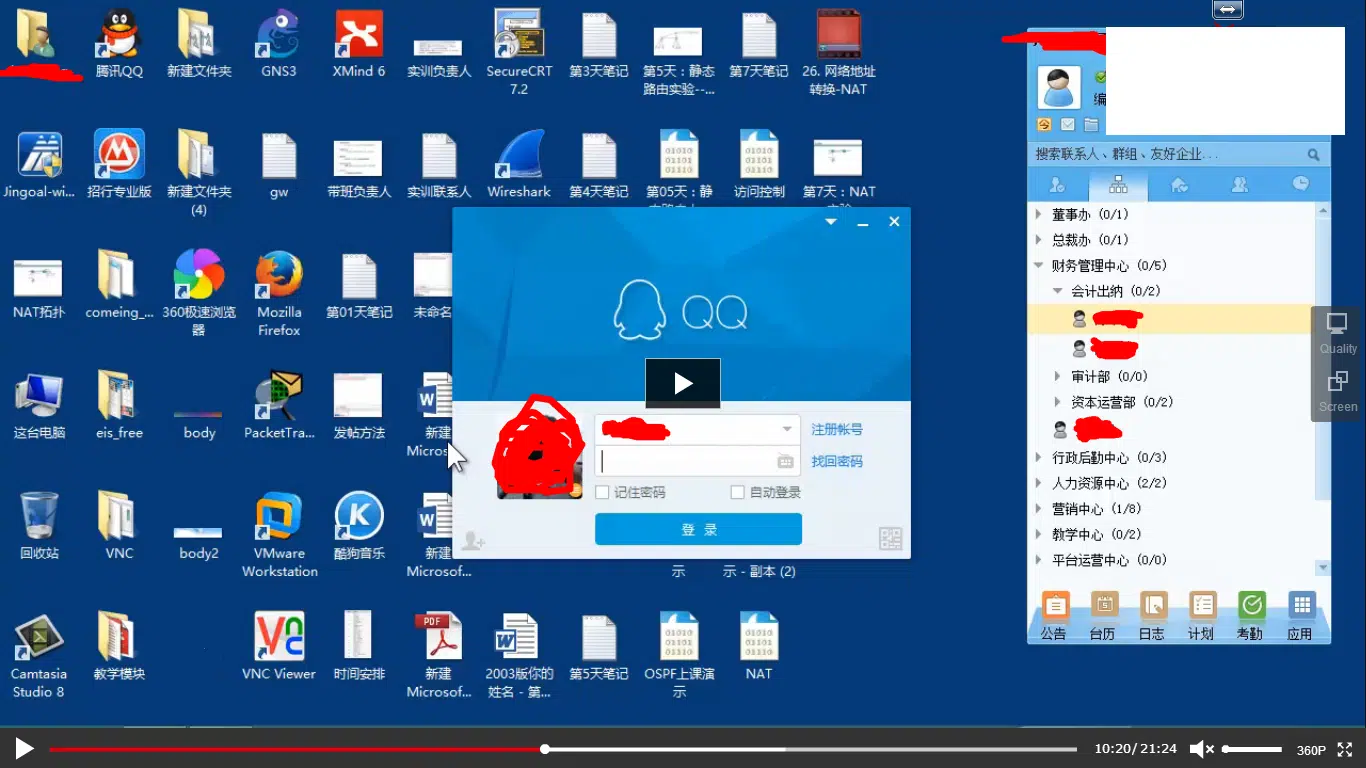 腾讯QQ
新建文件夹
GNS3
XMind 6
实训负责人
SecureCRT
7.2
第3天笔记
第5天：静态
路由实验--...
第7天笔记
26. 网络地址
转换-NAT
编
搜索联系人、群组、友好企业...
Jingoal-wi...
招行专业版
新建文件夹
(4)
gw
带班负责人
实训联系人
Wireshark
第4天笔记
第05天：静
访问控制
第7天：NAT
NAT拓扑
comeing_...
360极速浏览
器
Mozilla
Firefox
第01天笔记
未命名
这台电脑
eis_free
body
PacketTra...
发帖方法
新建
Micros
回收站
VNC
body2
VMware
Workstation
酷狗音乐
新建
Microsof...
示
示 - 副本 (2)
Camtasia
Studio 8
教学模块
VNC Viewer
时间安排
PDF
新建
Microsof...
2003版你的
姓名 - 第...
第5天笔记
OSPF上课演
示
NAT
QQ
注册帐号
找回密码
记住密码
自动登录
登 录
董事办 (0/1)
总裁办 (0/1)
财务管理中心 (0/5)
会计出纳 (0/2)
审计部 (0/0)
资本运营部 (0/2)
行政后勤中心 (0/3)
人力资源中心 (2/2)
营销中心 (1/8)
教学中心 (0/2)
平台运营中心 (0/0)
公告
台历
日志
计划
考勤
应用
Quality
Screen
10:20/21:24
360P